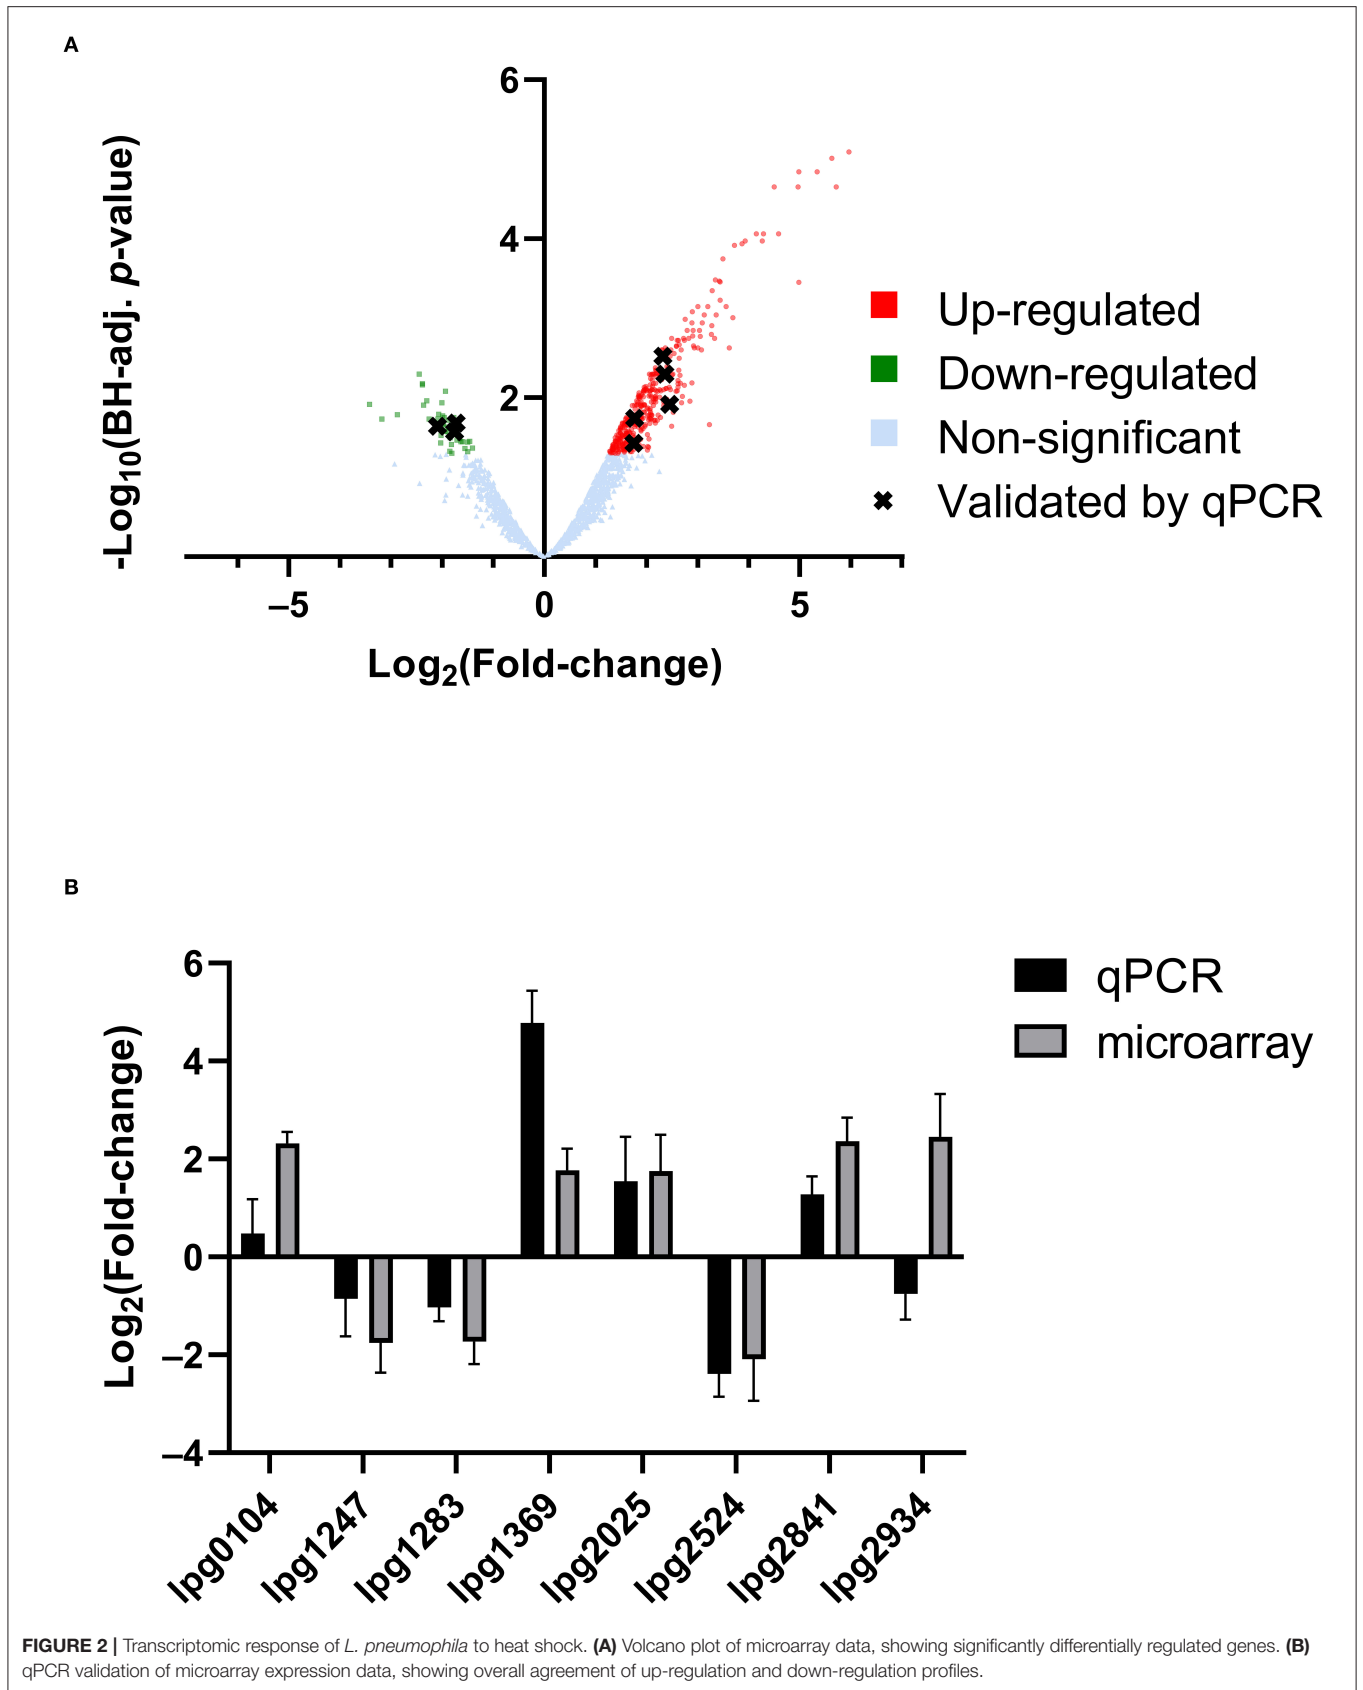 A
6
4
2
-Log10(BH-adj. p-value)
–5
0
5
Log2(Fold-change)
Up-regulated
Down-regulated
Non-significant
Validated by qPCR
B
6
4
2
0
–2
–4
Log2(Fold-change)
qPCR
microarray
lpg0104
lpg1247
lpg1283
lpg1369
lpg2025
lpg2524
lpg2841
lpg2934
FIGURE 2 | Transcriptomic response of L. pneumophila to heat shock. (A) Volcano plot of microarray data, showing significantly differentially regulated genes. (B)
qPCR validation of microarray expression data, showing overall agreement of up-regulation and down-regulation profiles.